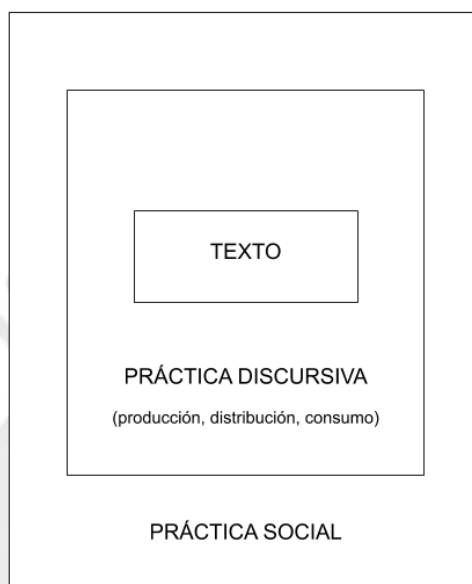 TEXTO
PRÁCTICA DISCURSIVA
(producción, distribución, consumo)
PRÁCTICA SOCIAL